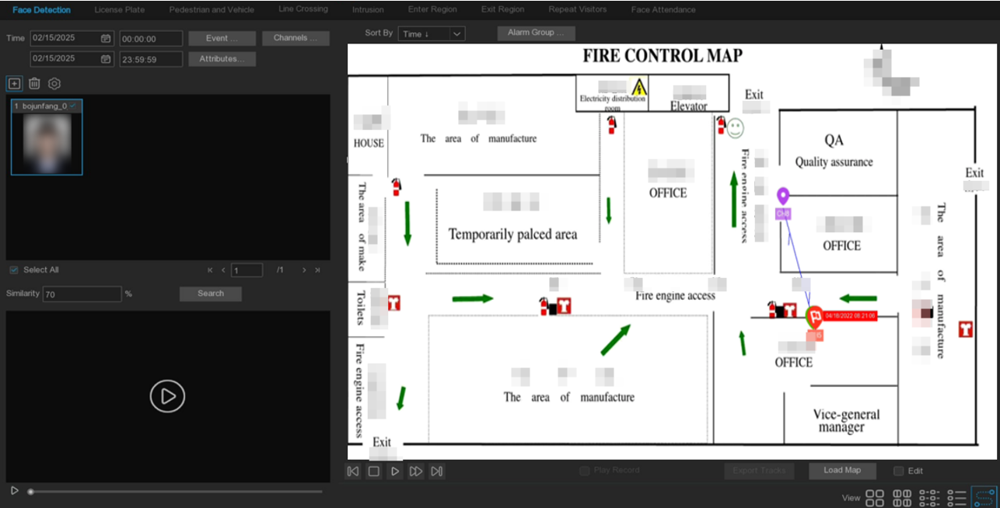 Face Detection
License Plate
Pedestrian and Vehicle
Line Crossing
Intrusion
Enter Region
Exit Region
Repeat Visitors
Face Attendance
Time 02/15/2025 00:00:00 Event ... Channels ...
02/15/2025 23:59:59 Attributes...
Sort By Time ↓ Alarm Group ...
1 bojunfang_0
Select All
1 /1
Similarity 70 % Search
FIRE CONTROL MAP
Electricity distribution
room
Elevator
Exit
HOUSE
The area of manufacture
QA
Quality assurance
Exit
OFFICE
Fire engine access
The area of make
Temporarily palced area
CH8
OFFICE
The area of manufacture
Toilets
Fire engine access
04/18/2022 08:21:06
OFFICE
Fire engine access
The area of manufacture
Vice-general
manager
Exit
Play Record
Export Tracks
Load Map
Edit
View